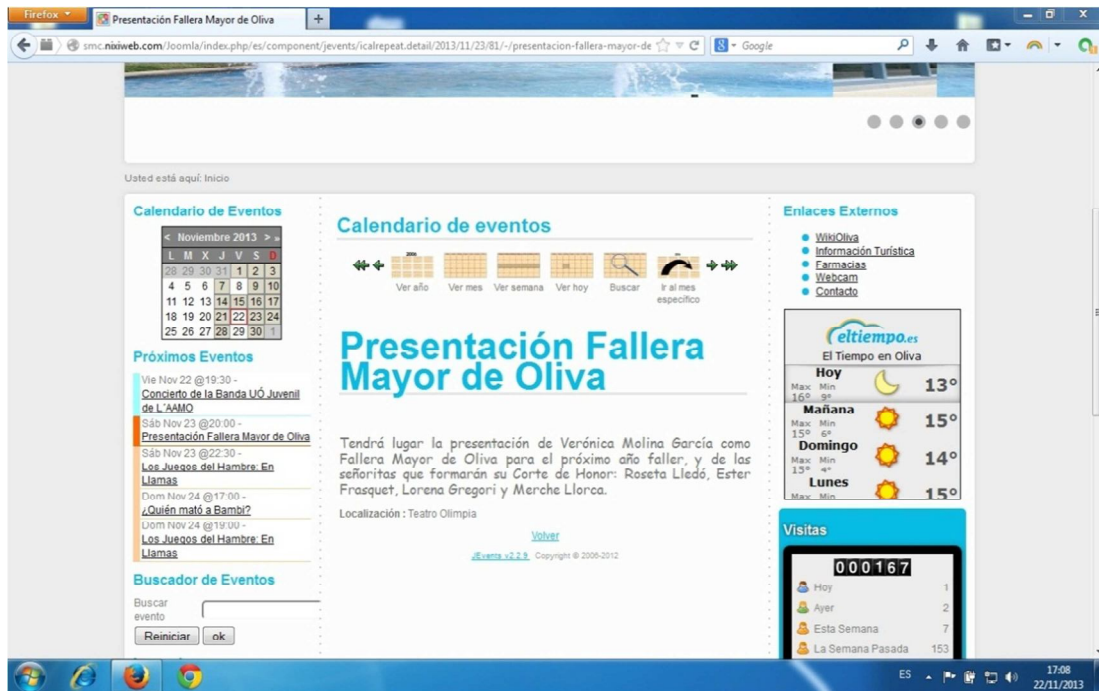 Firefox
Presentación Fallera Mayor de Oliva
smc.nixiweb.com/Joomla/index.php/es/component/jevents/icalrepeat.detail/2013/11/23/81/-/presentacion-fallera-mayor-de
Google
Usted está aquí: Inicio
Calendario de Eventos
< Noviembre 2013 > »
L M X J V S D
28 29 30 31 1 2 3
4 5 6 7 8 9 10
11 12 13 14 15 16 17
18 19 20 21 22 23 24
25 26 27 28 29 30 1
Próximos Eventos
Vie Nov 22 @19:30 -
Concierto de la Banda UÓ Juvenil
de L´AAMO
Sáb Nov 23 @20:00 -
Presentación Fallera Mayor de Oliva
Sáb Nov 23 @22:30 -
Los Juegos del Hambre: En
Llamas
Dom Nov 24 @17:00 -
¿Quién mató a Bambi?
Dom Nov 24 @19:00 -
Los Juegos del Hambre: En
Llamas
Buscador de Eventos
Buscar
evento
Reiniciar ok
Calendario de eventos
Ver año Ver mes Ver semana Ver hoy Buscar Ir al mes
específico
Presentación Fallera
Mayor de Oliva
Tendrá lugar la presentación de Verónica Molina García como
Fallera Mayor de Oliva para el próximo año faller, y de las
señoritas que formarán su Corte de Honor: Roseta Lledó, Ester
Frasquet, Lorena Gregori y Merche Llorca.
Localización : Teatro Olimpia
Volver
JEvents v2.2.9 Copyright © 2006-2012
Enlaces Externos
WikiOliva
Información Turística
Farmacias
Webcam
Contacto
eltiempo.es
El Tiempo en Oliva
Hoy
Max Min
16º 9º
13º
Mañana
Max Min
15º 6º
15º
Domingo
Max Min
15º 4º
14º
Lunes
Max Min
15º
Visitas
000167
Hoy 1
Ayer 2
Esta Semana 7
La Semana Pasada 153
ES
17:08
22/11/2013